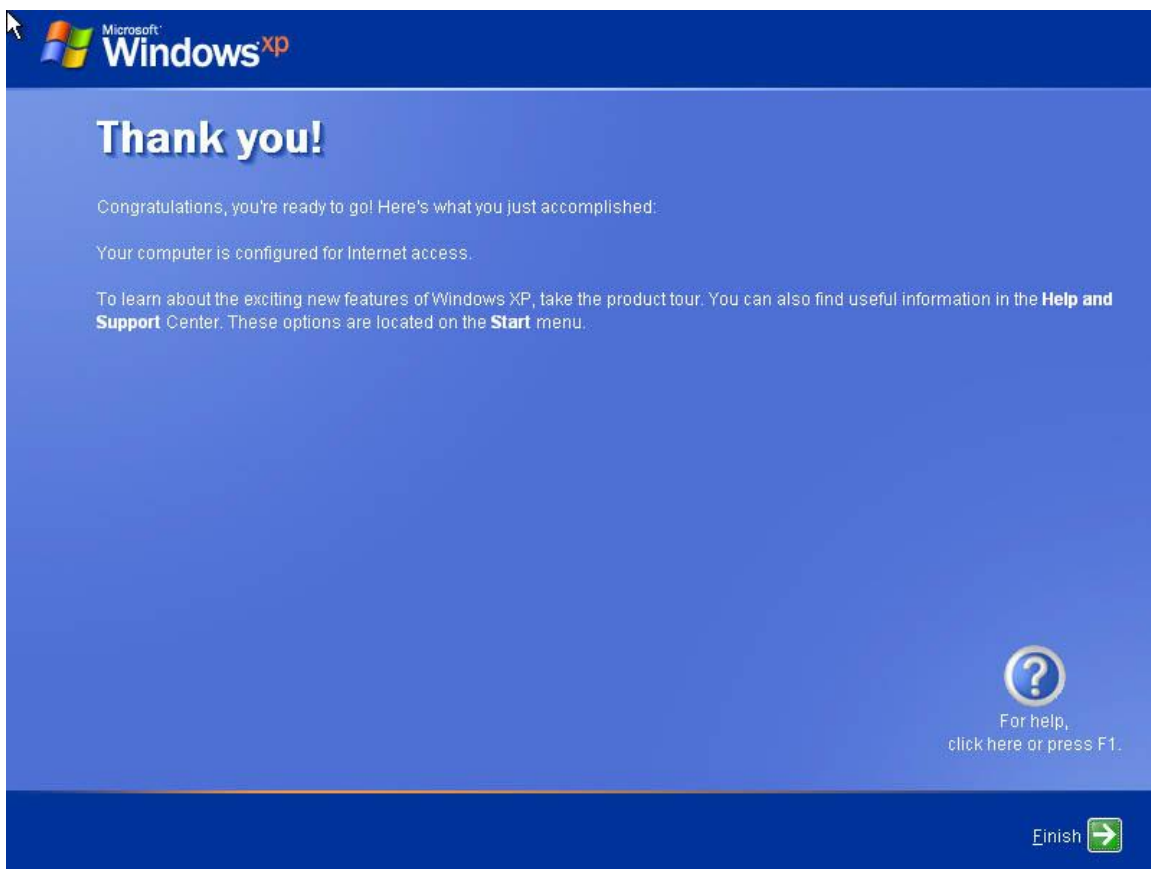 Microsoft®
Windows xp
Thank you!
Congratulations, you're ready to go! Here's what you just accomplished:
Your computer is configured for Internet access.
To learn about the exciting new features of Windows XP, take the product tour. You can also find useful information in the Help and
Support Center. These options are located on the Start menu.
?
For help,
click here or press F1.
Finish